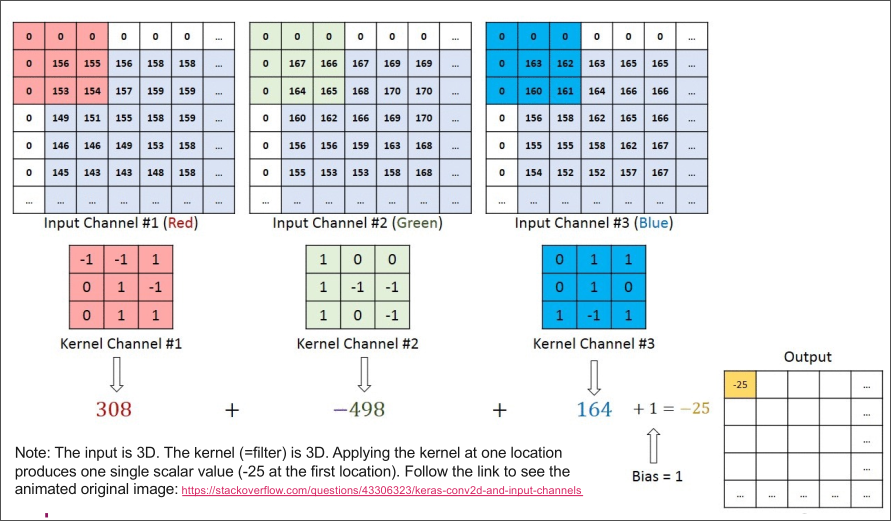 0 0 0 0 0 0 ...
0 156 155 156 158 158 ...
0 153 154 157 159 159 ...
0 149 151 155 158 159 ...
0 146 146 149 153 158 ...
0 145 143 143 148 158 ...
... ... ... ... ... ... ...
Input Channel #1 (Red)
0 0 0 0 0 0 ...
0 167 166 167 169 169 ...
0 164 165 168 170 170 ...
0 160 162 166 169 170 ...
0 156 156 159 163 168 ...
0 155 153 153 158 168 ...
... ... ... ... ... ... ...
Input Channel #2 (Green)
0 0 0 0 0 0 ...
0 163 162 163 165 165 ...
0 160 161 164 166 166 ...
0 156 158 162 165 166 ...
0 155 155 158 162 167 ...
0 154 152 152 157 167 ...
... ... ... ... ... ... ...
Input Channel #3 (Blue)
-1 -1 1
0 1 -1
0 1 1
Kernel Channel #1
1 0 0
1 -1 -1
1 0 -1
Kernel Channel #2
0 1 1
0 1 0
1 -1 1
Kernel Channel #3
308 + −498 + 164 + 1 = −25
Bias = 1
Output
-25 ...
...
...
...
... ... ... ... ...
Note: The input is 3D. The kernel (=filter) is 3D. Applying the kernel at one location
produces one single scalar value (-25 at the first location). Follow the link to see the
animated original image: https://stackoverflow.com/questions/43306323/keras-conv2d-and-input-channels